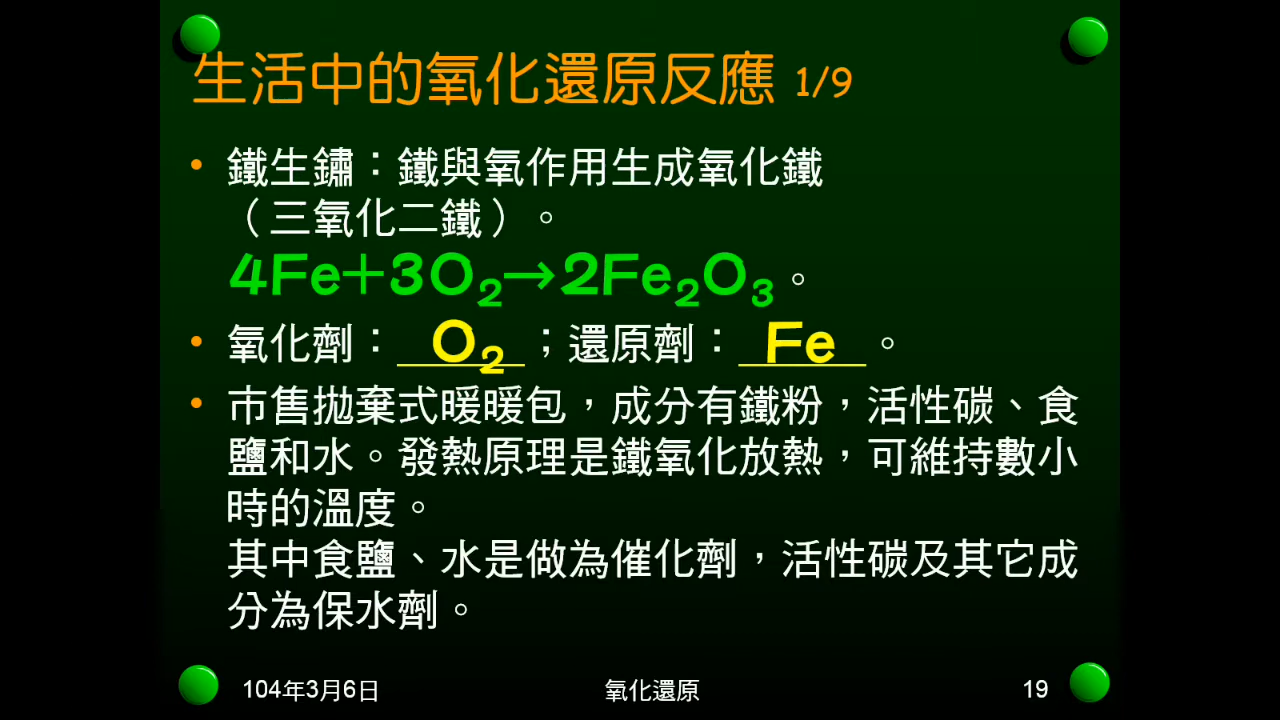 生活中的氧化還原反應 1/9
• 鐵生鏽：鐵與氧作用生成氧化鐵
（三氧化二鐵）。
4Fe+3O₂→2Fe₂O₃。
• 氧化劑：O₂；還原劑：Fe。
• 市售拋棄式暖暖包，成分有鐵粉，活性碳、食
鹽和水。發熱原理是鐵氧化放熱，可維持數小
時的溫度。
其中食鹽、水是做為催化劑，活性碳及其它成
分為保水劑。
104年3月6日 氧化還原 19